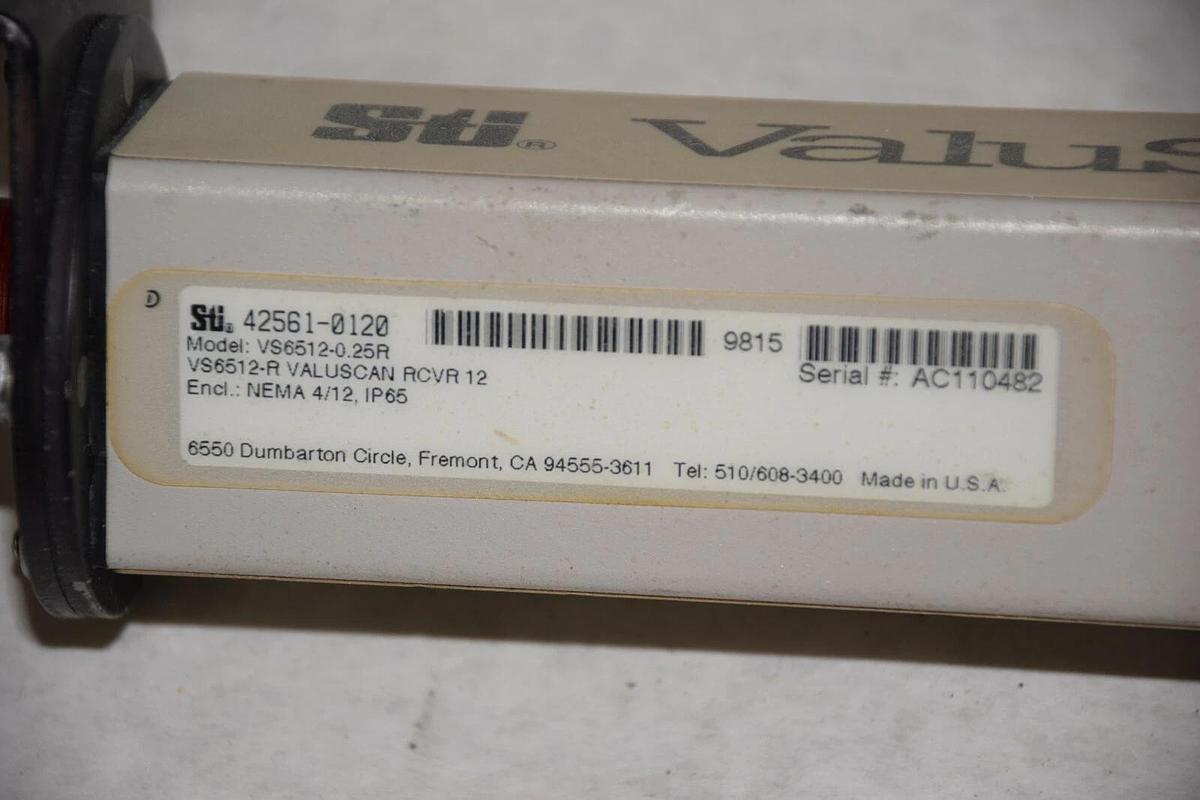 Sti® Valus
D
Sti® 42561-0120 9815
Model: VS6512-0.25R Serial #: AC110482
VS6512-R VALUSCAN RCVR 12
Encl.: NEMA 4/12, IP65
6550 Dumbarton Circle, Fremont, CA 94555-3611 Tel: 510/608-3400 Made in U.S.A.